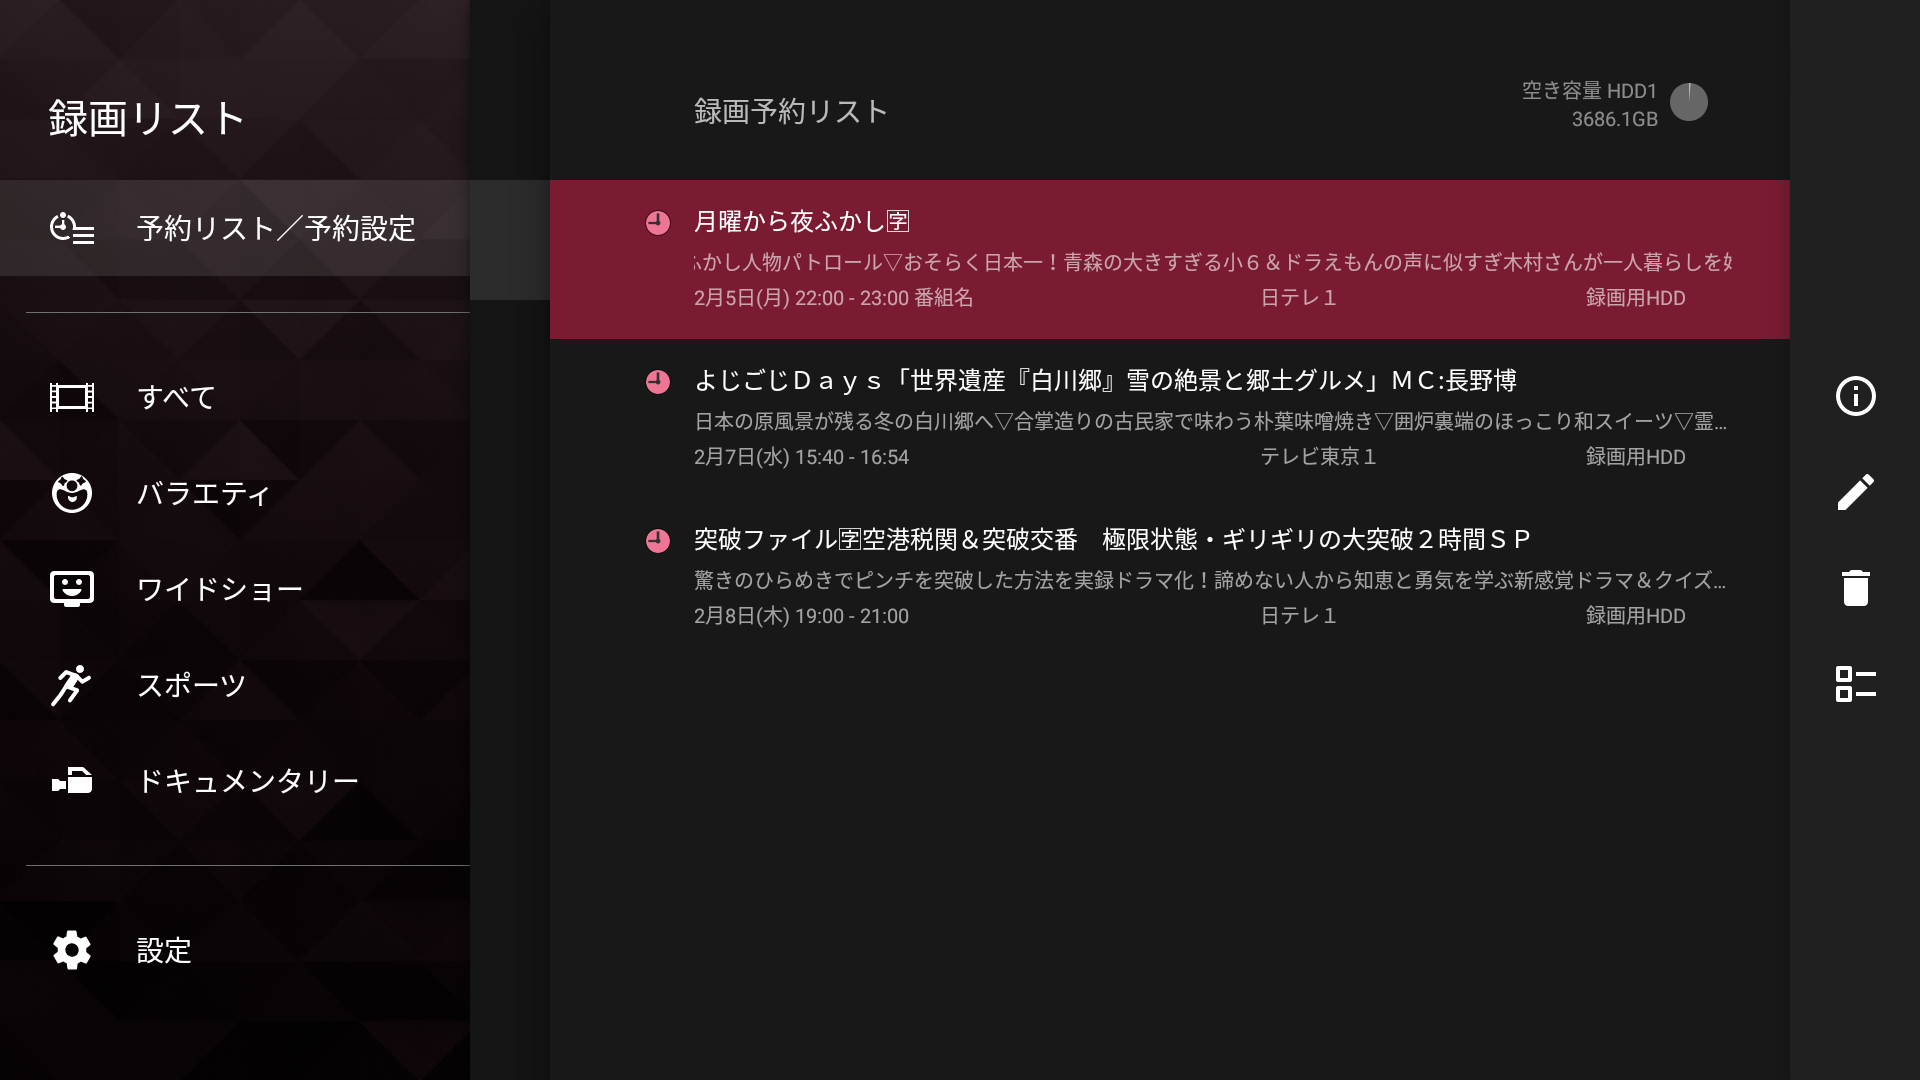 録画リスト
予約リスト／予約設定
すべて
バラエティ
ワイドショー
スポーツ
ドキュメンタリー
設定
録画予約リスト
空き容量 HDD1
3686.1GB
月曜から夜ふかし🈑
かし人物パトロール▽おそらく日本一！青森の大きすぎる小６＆ドラえもんの声に似すぎ木村さんが一人暮らしを
2月5日(月) 22:00 - 23:00 番組名 日テレ１ 録画用HDD
よじごじＤａｙｓ「世界遺産『白川郷』雪の絶景と郷土グルメ」ＭＣ:長野博
日本の原風景が残る冬の白川郷へ▽合掌造りの古民家で味わう朴葉味噌焼き▽囲炉裏端のほっこり和スイーツ▽霊...
2月7日(水) 15:40 - 16:54 テレビ東京１ 録画用HDD
突破ファイル🈑空港税関＆突破交番　極限状態・ギリギリの大突破２時間ＳＰ
驚きのひらめきでピンチを突破した方法を実録ドラマ化！諦めない人から知恵と勇気を学ぶ新感覚ドラマ＆クイズ...
2月8日(木) 19:00 - 21:00 日テレ１ 録画用HDD